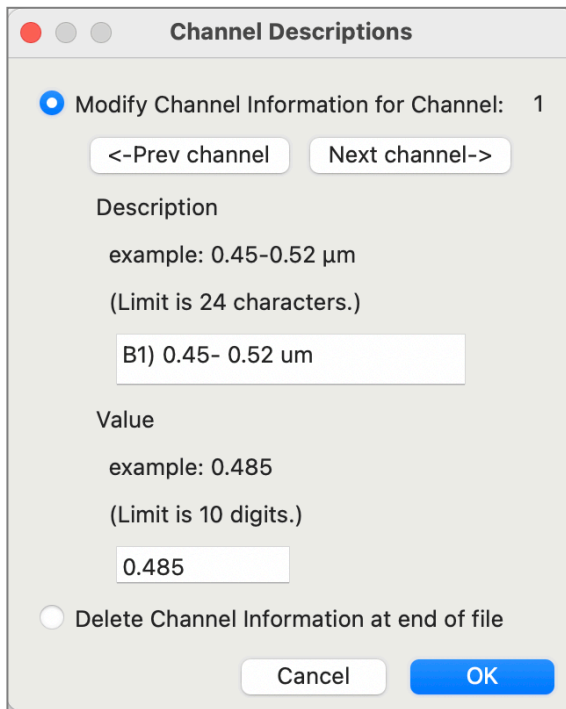 Channel Descriptions
Modify Channel Information for Channel: 1
<-Prev channel Next channel->
Description
example: 0.45-0.52 µm
(Limit is 24 characters.)
B1) 0.45- 0.52 um
Value
example: 0.485
(Limit is 10 digits.)
0.485
Delete Channel Information at end of file
Cancel OK